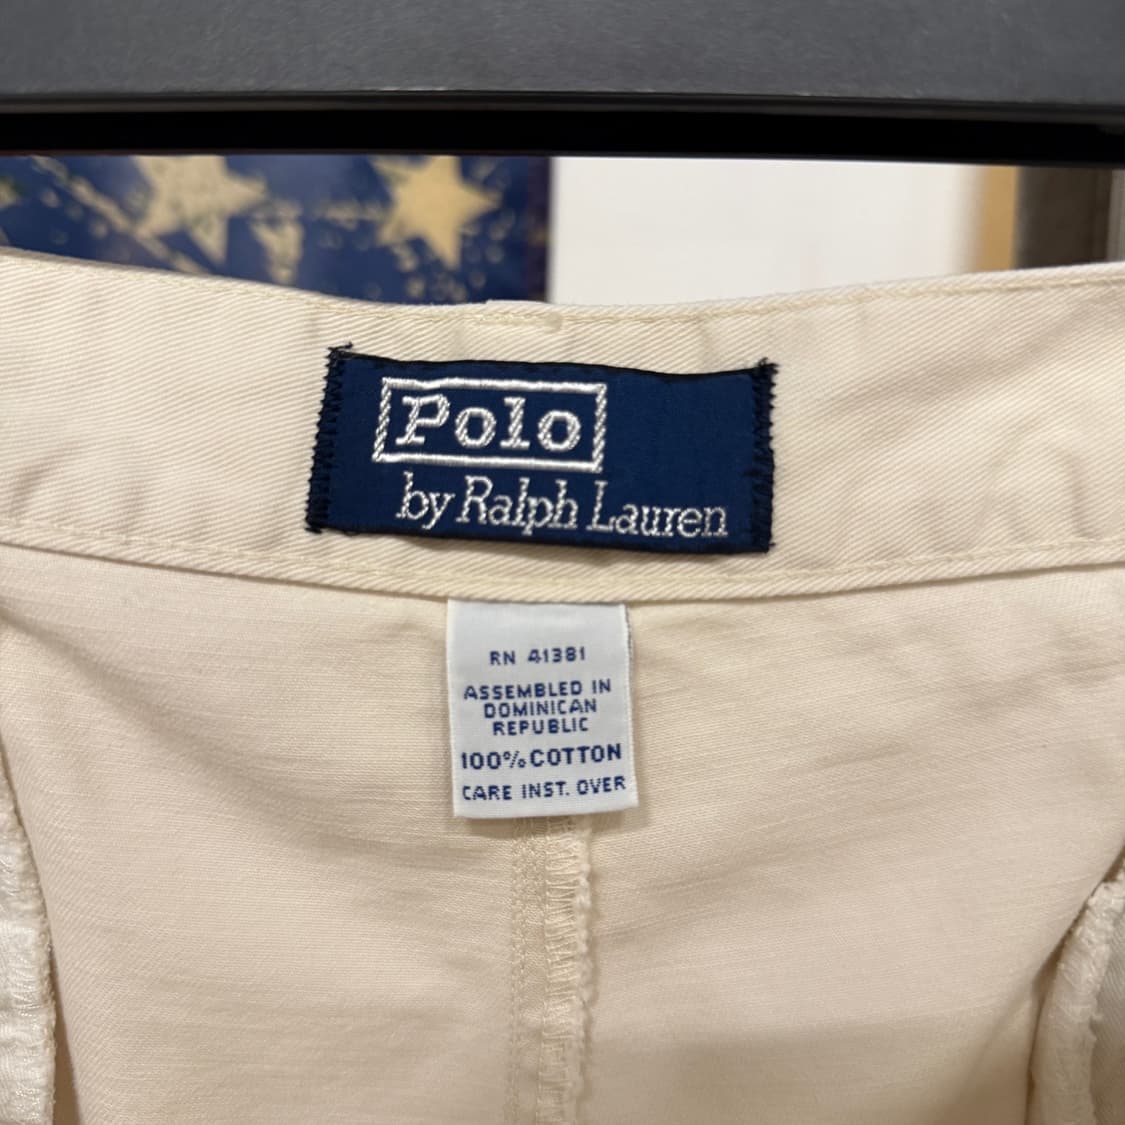 Polo
by Ralph Lauren
RN 41381
ASSEMBLED IN
DOMINICAN
REPUBLIC
100% COTTON
CARE INST. OVER